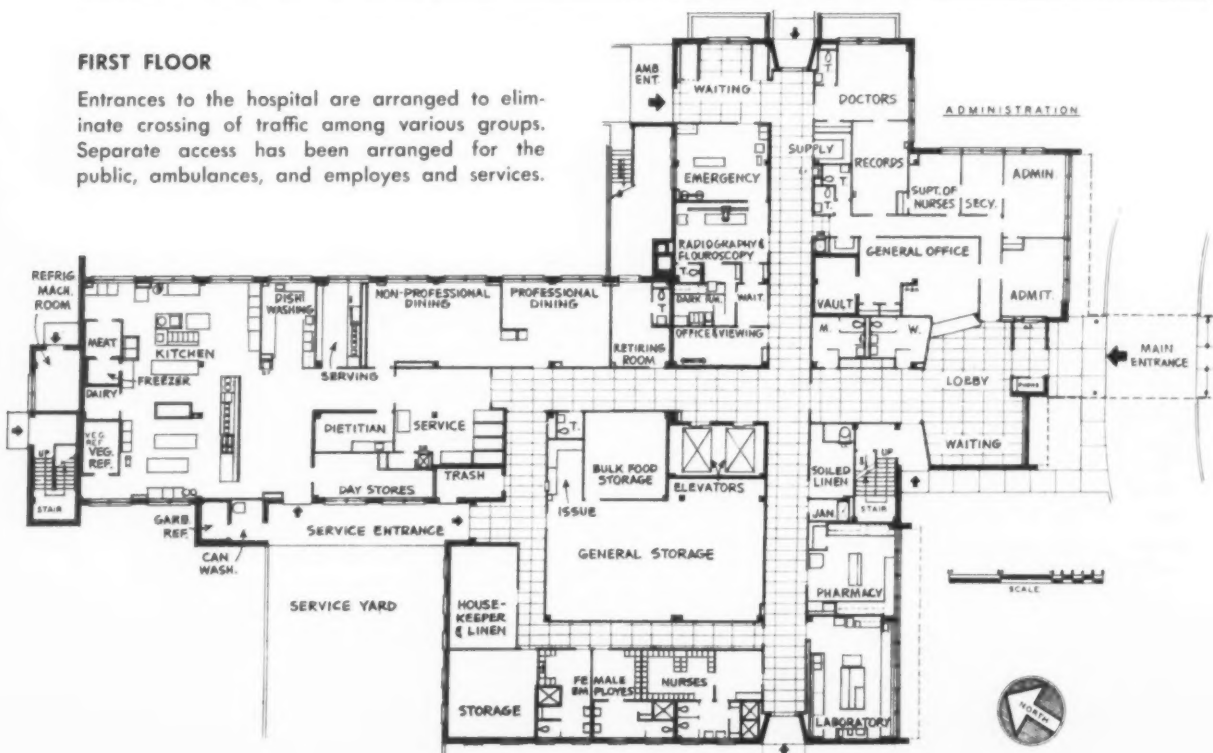 FIRST FLOOR
Entrances to the hospital are arranged to elim-
inate crossing of traffic among various groups.
Separate access has been arranged for the
public, ambulances, and employes and services.
AMB
ENT.
WAITING
T.
DOCTORS
ADMINISTRATION
SUPPLY
EMERGENCY
T.
T.
RECORDS
SUPT. OF
NURSES
SECY.
ADMIN.
RADIOGRAPHY &
FLOUROSCOPY
T.
GENERAL OFFICE
REFRIG
MACH.
ROOM
DISH
WASHING
NON-PROFESSIONAL
DINING
PROFESSIONAL
DINING
T.
DARK RM.
WAIT.
VAULT
ADMIT.
MEAT
KITCHEN
OFFICE & VIEWING
M.
W.
MAIN
ENTRANCE
RETIRING
ROOM
FREEZER
SERVING
LOBBY
PHONE
DAIRY
DIETITIAN
SERVICE
T.
WAITING
VEG.
REF.
VEG.
REF.
UP
BULK FOOD
STORAGE
SOILED
LINEN
UP
TRASH
ELEVATORS
DAY STORES
ISSUE
JAN.
STAIR
STAIR
GARB.
REF.
SERVICE ENTRANCE
CAN
WASH.
GENERAL STORAGE
PHARMACY
SCALE
SERVICE YARD
HOUSE-
KEEPER
& LINEN
FEMALE
EMPLOYES
NURSES
STORAGE
LABORATORY
NORTH